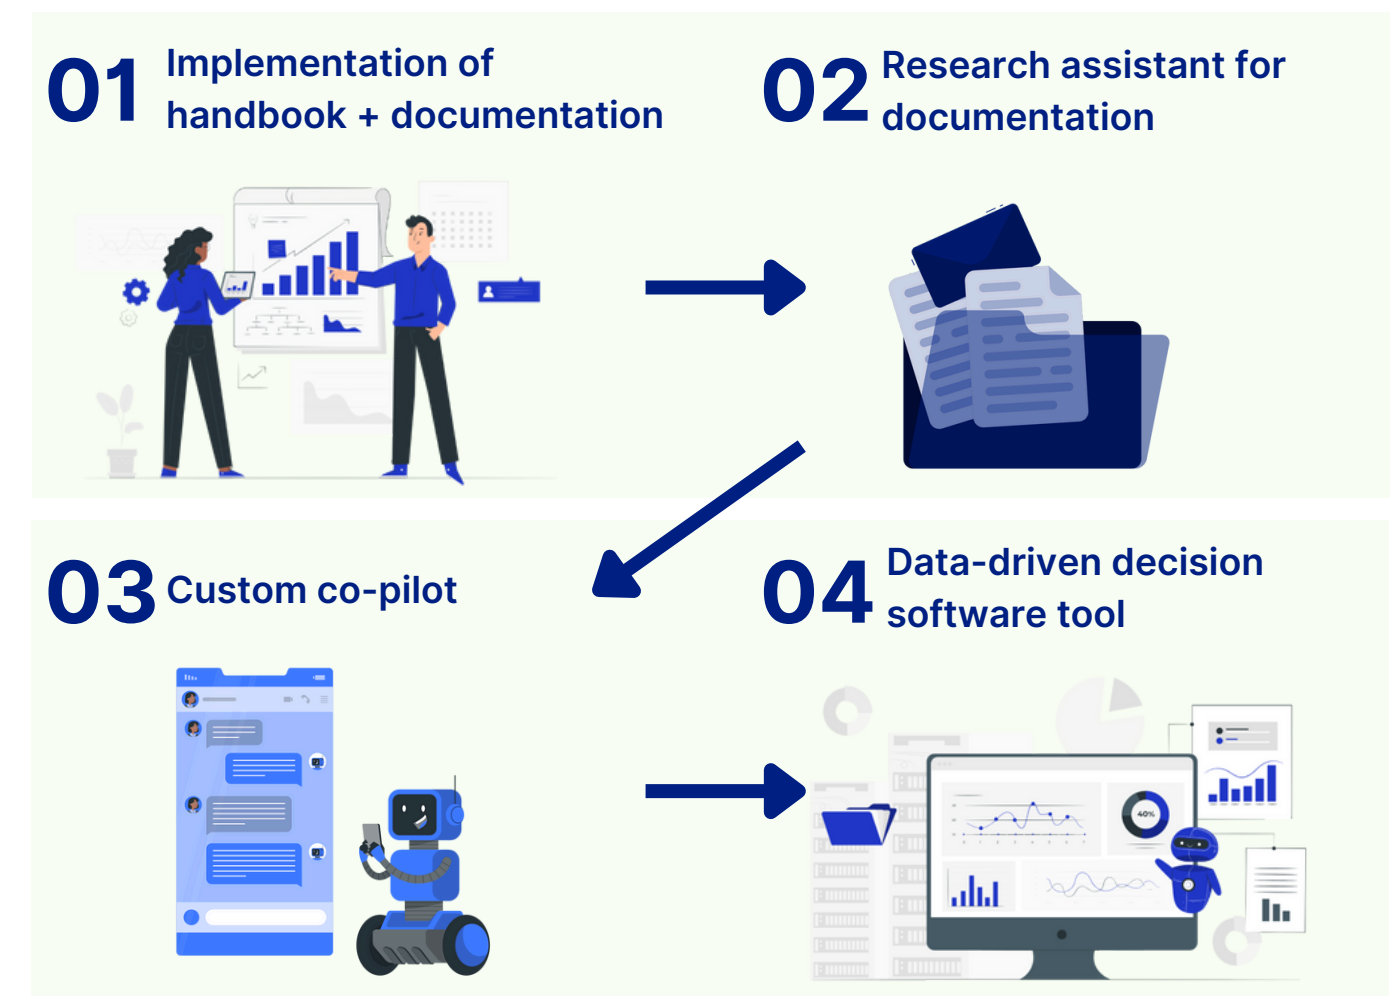 01
Implementation of
handbook + documentation
02
Research assistant for
documentation
03
Custom co-pilot
04
Data-driven decision
software tool
40%